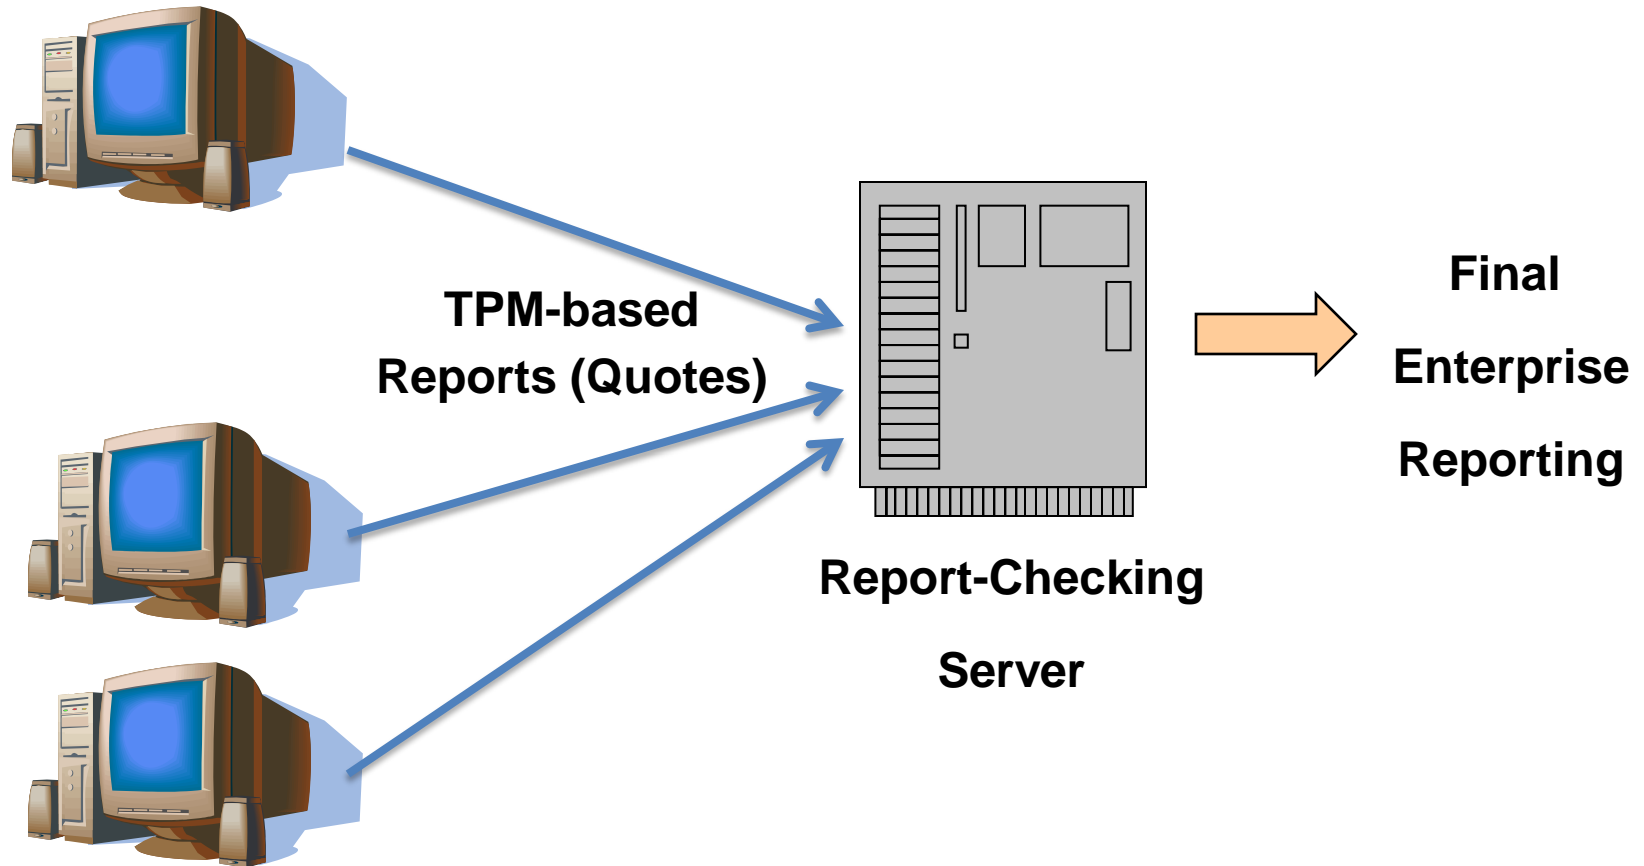 TPM-based
Reports (Quotes)
Report-Checking
Server
Final
Enterprise
Reporting